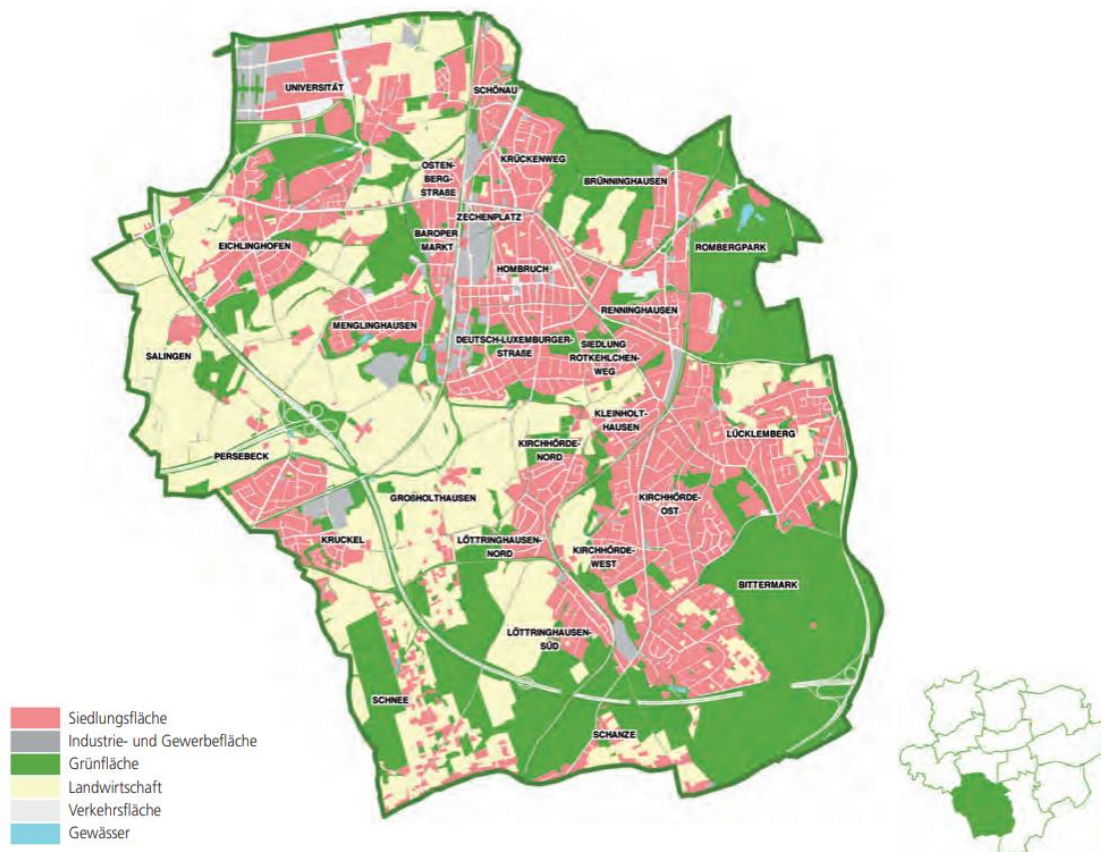 UNIVERSITÄT
SCHÖNAU
OSTEN-
BERG-
STRAßE
KRÜCKENWEG
BRÜNNINGHAUSEN
ZECHENPLATZ
BAROPER
MARKT
EICHLINGHOFEN
ROMBERGPARK
HOMBRUCH
MENGLINGHAUSEN
RENNINGHAUSEN
DEUTSCH-LUXEMBURGER-
STRAßE
SIEDLUNG
ROTKEHLCHEN-
WEG
SALINGEN
KLEINHOLT-
HAUSEN
LÜCKLEMBERG
KIRCHHÖRDE-
NORD
PERSEBECK
GROßHOLTHAUSEN
KIRCHHÖRDE-
OST
KRUCKEL
LÖTTRINGHAUSEN-
NORD
KIRCHHÖRDE-
WEST
BITTERMARK
LÖTTRINGHAUSEN-
SÜD
SCHNEE
SCHANZE
Siedlungsfläche
Industrie- und Gewerbefläche
Grünfläche
Landwirtschaft
Verkehrsfläche
Gewässer